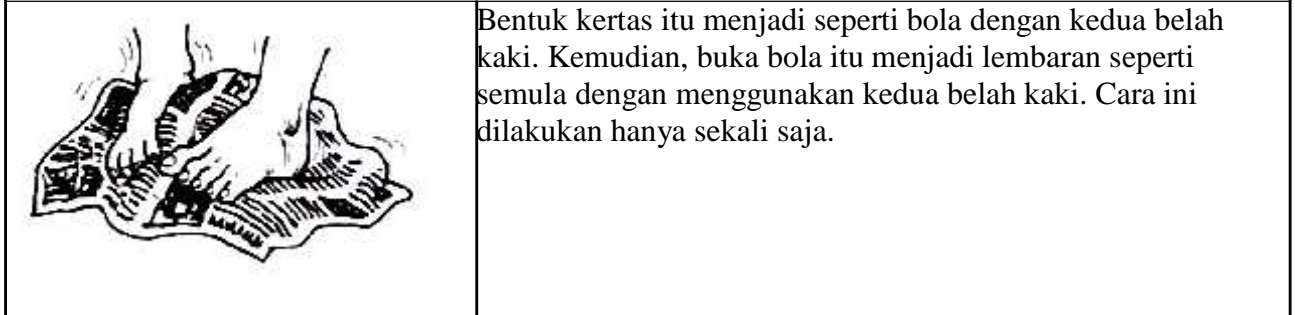 Bentuk kertas itu menjadi seperti bola dengan kedua belah
kaki. Kemudian, buka bola itu menjadi lembaran seperti
semula dengan menggunakan kedua belah kaki. Cara ini
dilakukan hanya sekali saja.